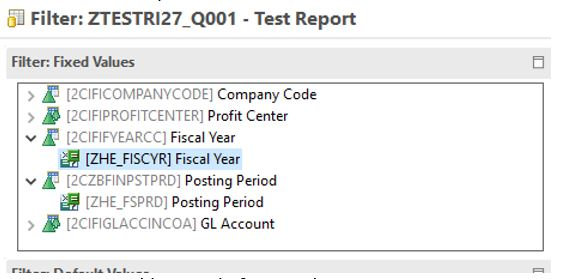 Filter: ZTESTRI27_Q001 - Test Report
Filter: Fixed Values
[2CIFICOMPANYCODE] Company Code
[2CIFIPROFITCENTER] Profit Center
[2CIFIFYEARCC] Fiscal Year
[ZHE_FISCYR] Fiscal Year
[2CZBFINPSTPRD] Posting Period
[ZHE_FSPRD] Posting Period
[2CIFIGLACCINCOA] GL Account
Filter: Default Values